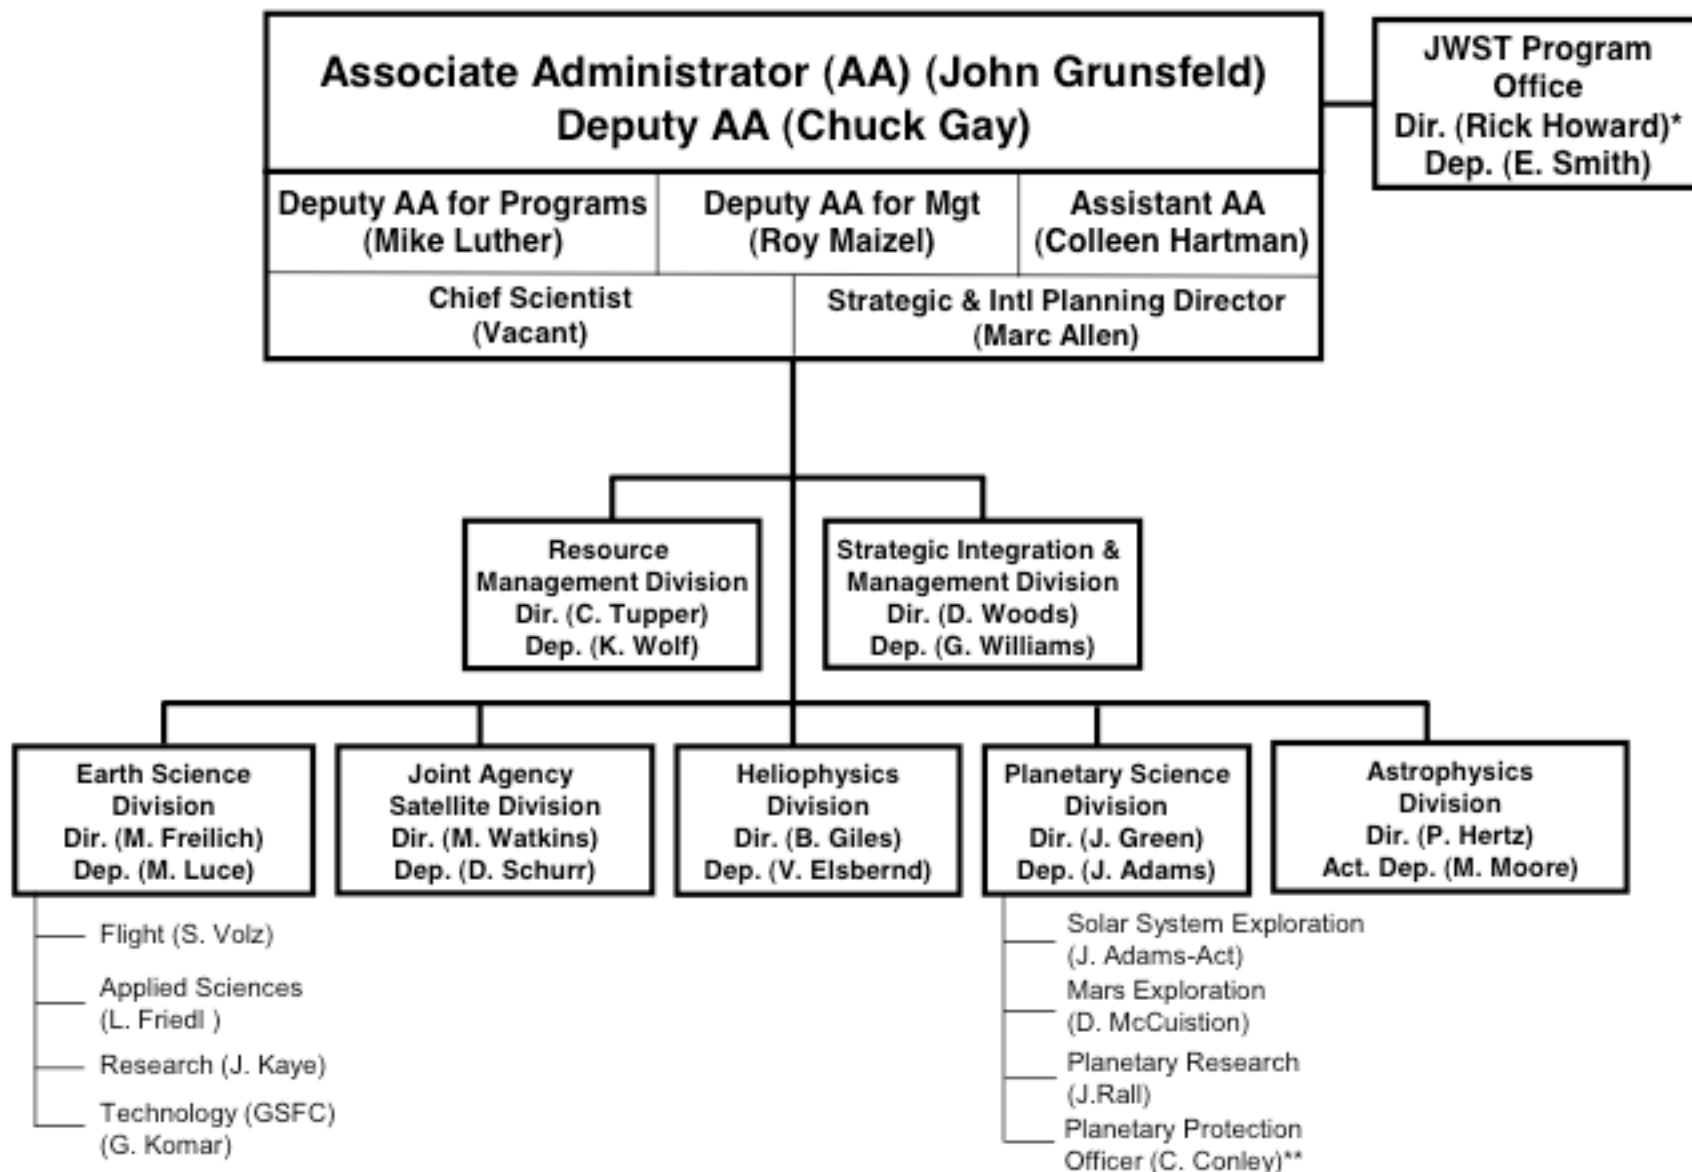 Associate Administrator (AA) (John Grunsfeld)
Deputy AA (Chuck Gay)
JWST Program
Office
Dir. (Rick Howard)*
Dep. (E. Smith)
Deputy AA for Programs
(Mike Luther)
Deputy AA for Mgt
(Roy Maizel)
Assistant AA
(Colleen Hartman)
Chief Scientist
(Vacant)
Strategic & Intl Planning Director
(Marc Allen)
Resource
Management Division
Dir. (C. Tupper)
Dep. (K. Wolf)
Strategic Integration &
Management Division
Dir. (D. Woods)
Dep. (G. Williams)
Earth Science
Division
Dir. (M. Freilich)
Dep. (M. Luce)
Joint Agency
Satellite Division
Dir. (M. Watkins)
Dep. (D. Schurr)
Heliophysics
Division
Dir. (B. Giles)
Dep. (V. Elsbernd)
Planetary Science
Division
Dir. (J. Green)
Dep. (J. Adams)
Astrophysics
Division
Dir. (P. Hertz)
Act. Dep. (M. Moore)
Flight (S. Volz)
Applied Sciences
(L. Friedl )
Research (J. Kaye)
Technology (GSFC)
(G. Komar)
Solar System Exploration
(J. Adams-Act)
Mars Exploration
(D. McCuistion)
Planetary Research
(J.Rall)
Planetary Protection
Officer (C. Conley)**